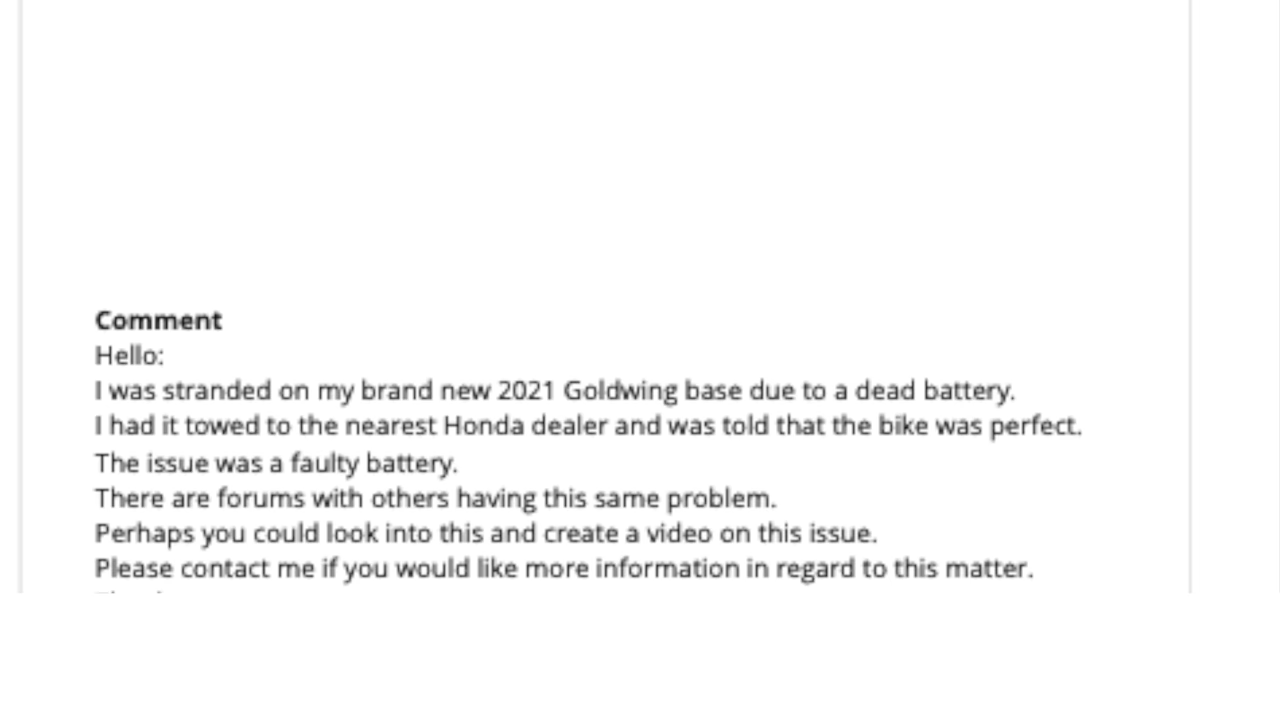 Comment
Hello:
I was stranded on my brand new 2021 Goldwing base due to a dead battery.
I had it towed to the nearest Honda dealer and was told that the bike was perfect.
The issue was a faulty battery.
There are forums with others having this same problem.
Perhaps you could look into this and create a video on this issue.
Please contact me if you would like more information in regard to this matter.